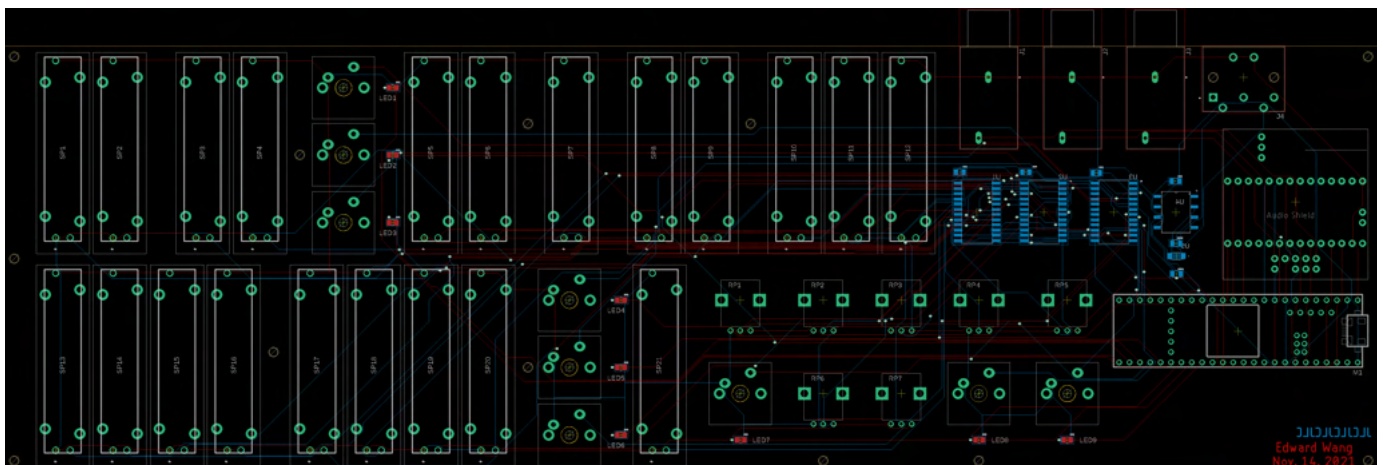 J1
J2
J3
J4
SP1
SP2
SP3
SP4
LED1
LED2
LED3
SP5
SP6
SP7
SP8
SP9
SP10
SP11
SP12
U4
Audio Shield
SP13
SP14
SP15
SP16
SP17
SP18
SP19
SP20
LED4
LED5
LED6
SP21
RP1
RP2
RP3
RP4
RP5
RP6
RP7
LED7
LED8
LED9
Edward Wang
Nov.14.2021